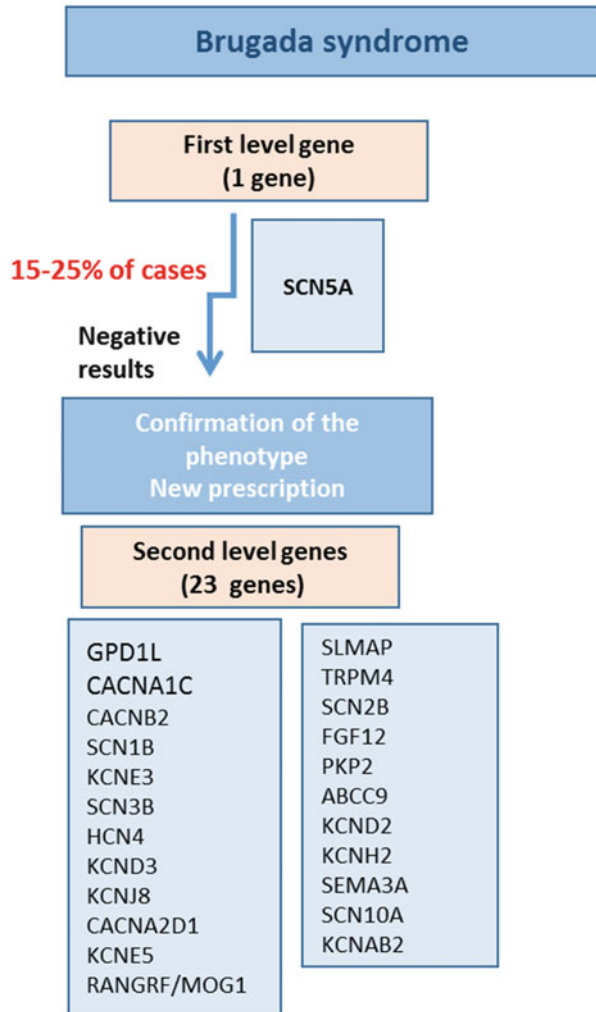 Brugada syndrome
First level gene
(1 gene)
15-25% of cases
SCN5A
Negative
results
Confirmation of the
phenotype
New prescription
Second level genes
(23 genes)
GPD1L
CACNA1C
CACNB2
SCN1B
KCNE3
SCN3B
HCN4
KCND3
KCNJ8
CACNA2D1
KCNE5
RANGRF/MOG1
SLMAP
TRPM4
SCN2B
FGF12
PKP2
ABCC9
KCND2
KCNH2
SEMA3A
SCN10A
KCNAB2